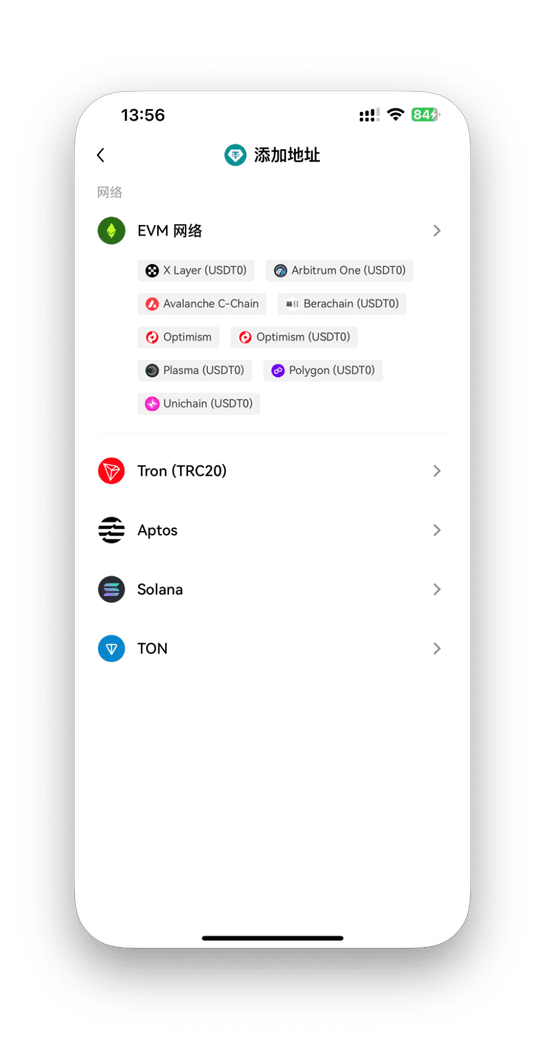 13:56
84
添加地址
网络
EVM 网络
X Layer (USDT0) Arbitrum One (USDT0)
Avalanche C-Chain Berachain (USDT0)
Optimism Optimism (USDT0)
Plasma (USDT0) Polygon (USDT0)
Unichain (USDT0)
Tron (TRC20)
Aptos
Solana
TON